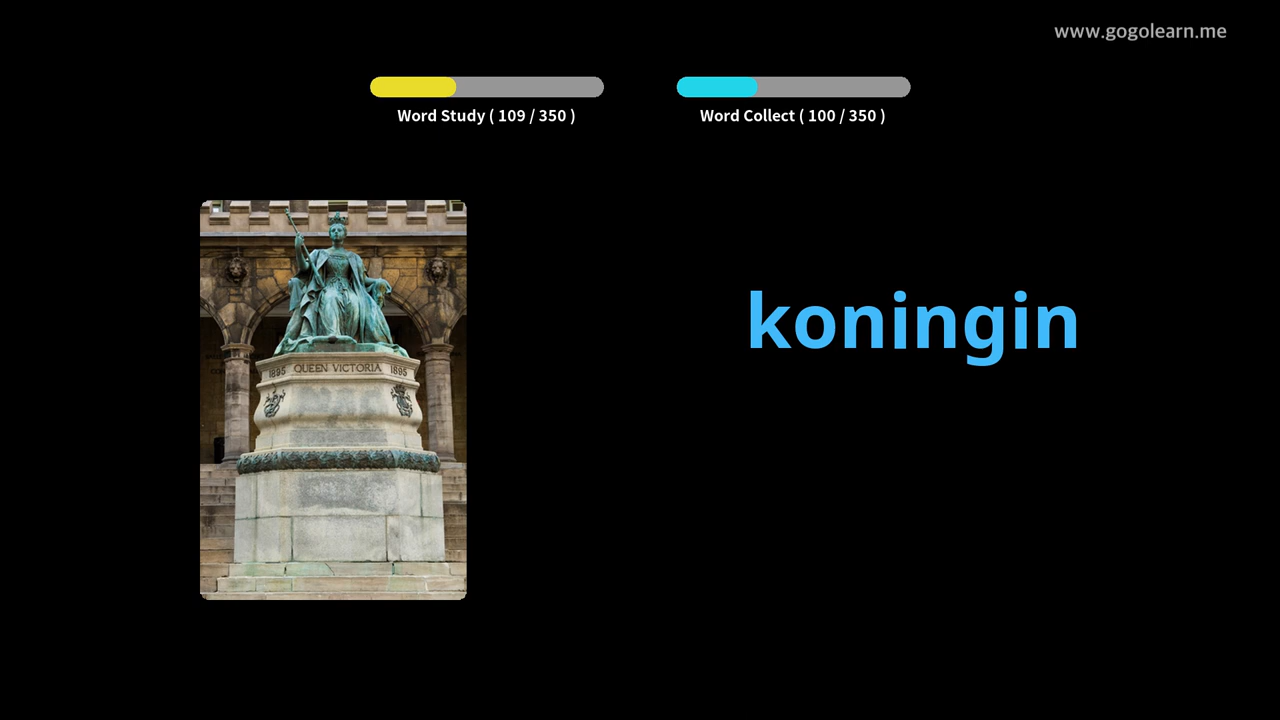 www.gogolearn.me
Word Study ( 109 / 350 )
Word Collect ( 100 / 350 )
koningin
1895 QUEEN VICTORIA 1895